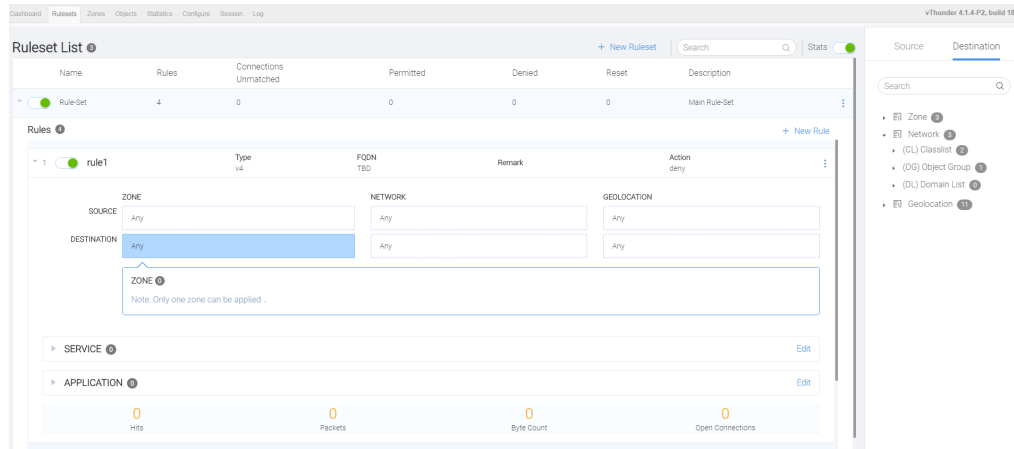 Dashboard Rulesets Zones Objects Statistics Configure Session Log vThunder 4.1.4-P2, build 18
Ruleset List 3 + New Ruleset Search Stats Source Destination
Name Rules Connections Unmatched Permitted Denied Reset Description
Search
Rule-Set 4 0 0 0 0 Main Rule-Set
Zone 3
Rules 4 + New Rule
Network 3
(CL) Classlist 2
1 rule1 Type v4 FQDN TBD Remark Action deny
(OG) Object Group 1
(DL) Domain List 0
ZONE NETWORK GEOLOCATION
Geolocation 11
SOURCE Any Any Any
DESTINATION Any Any Any
ZONE 0
Note: Only one zone can be applied .
SERVICE 0 Edit
APPLICATION 0 Edit
0 0 0 0
Hits Packets Byte Count Open Connections